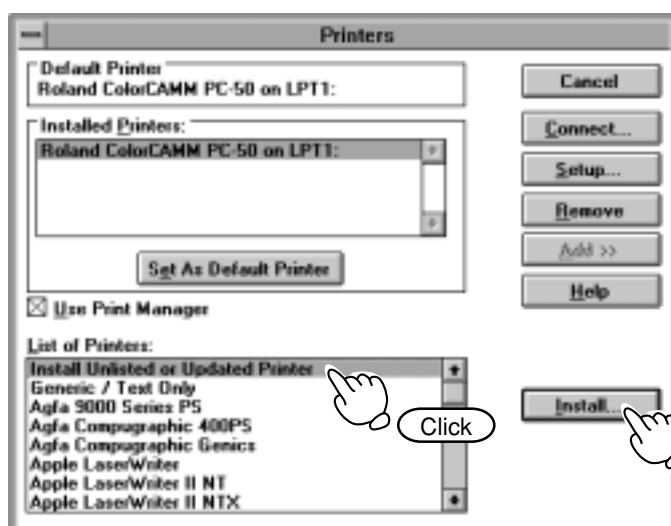 Printers
Default Printer
Roland ColorCAMM PC-50 on LPT1:
Installed Printers:
Roland ColorCAMM PC-50 on LPT1:
Set As Default Printer
Use Print Manager
List of Printers:
Install Unlisted or Updated Printer
Generic / Text Only
Agfa 9000 Series PS
Agfa Compugraphic 400PS
Agfa Compugraphic Genics
Apple LaserWriter
Apple LaserWriter II NT
Apple LaserWriter II NTX
Cancel
Connect...
Setup...
Remove
Add >>
Help
Install...
Click